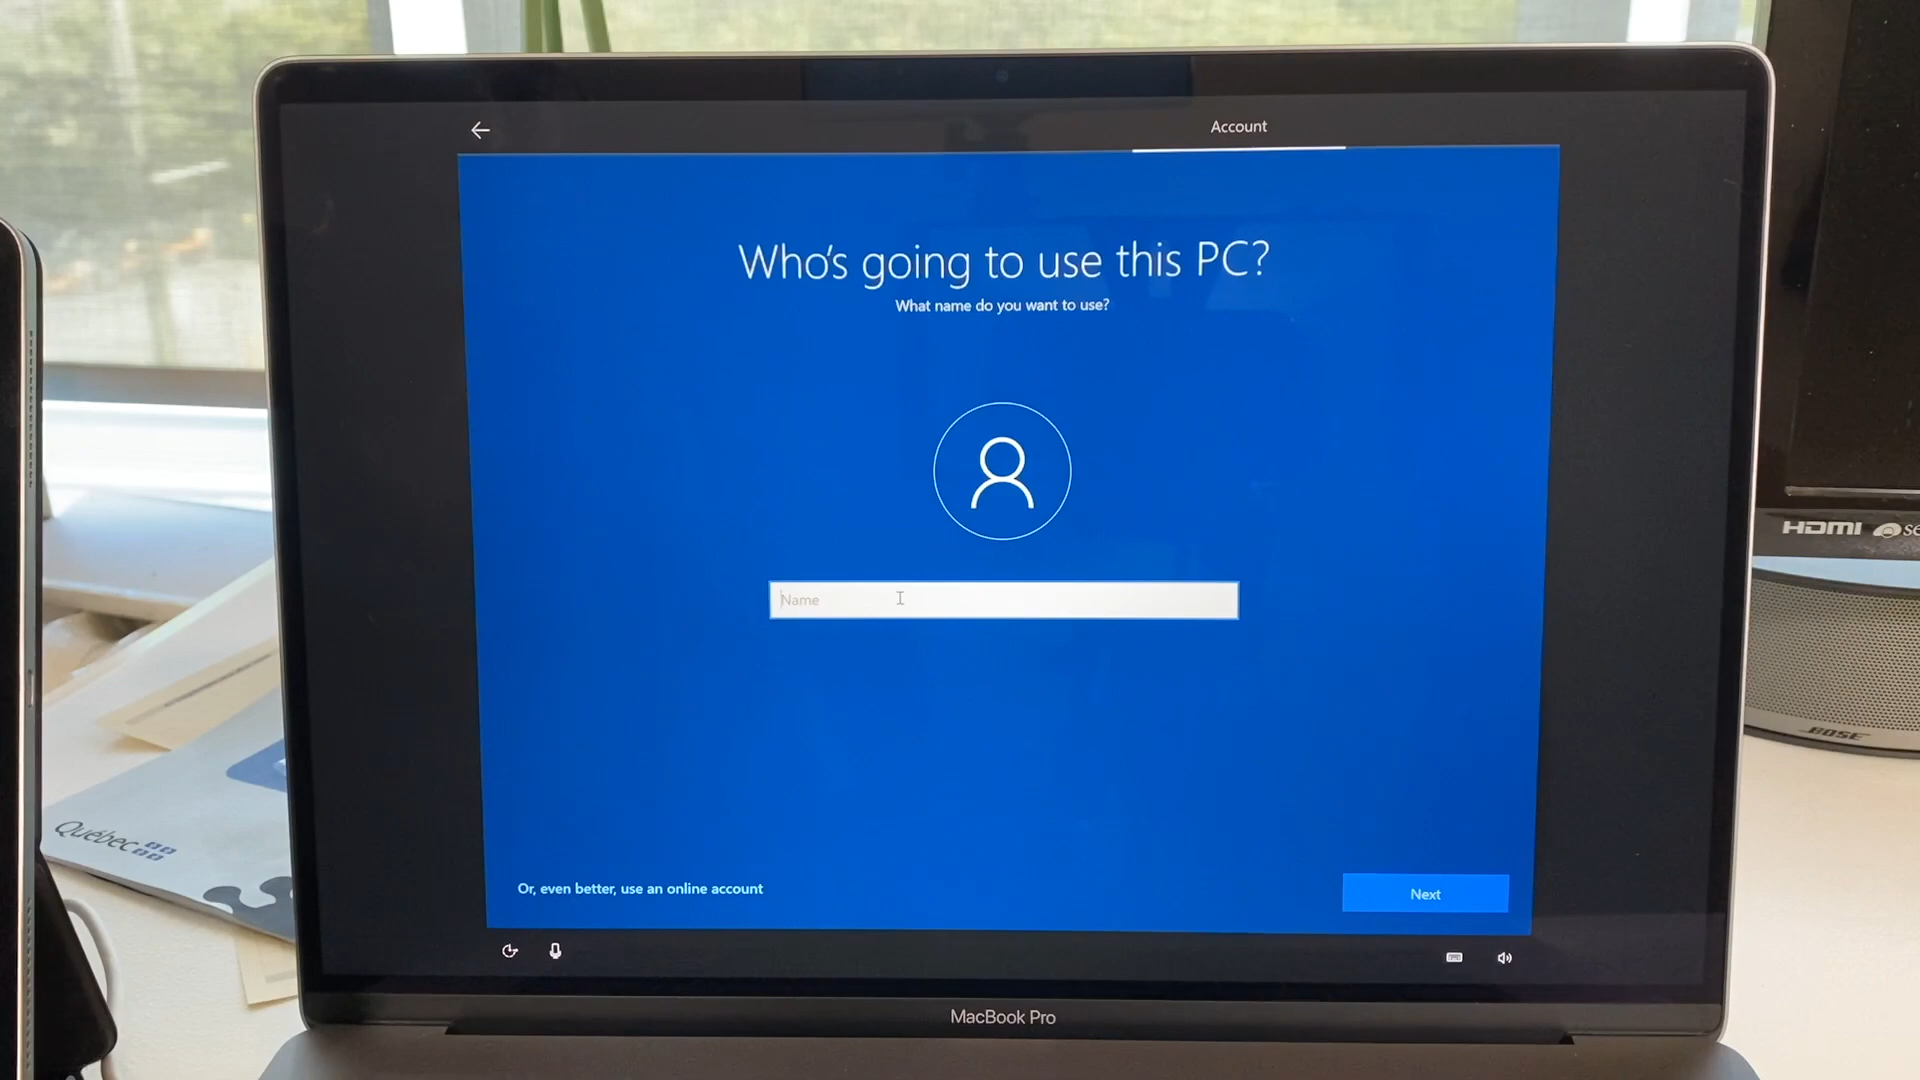 Account
Who's going to use this PC?
What name do you want to use?
Name
Or, even better, use an online account
Next
MacBook Pro
HDMI
BOSE
Québec